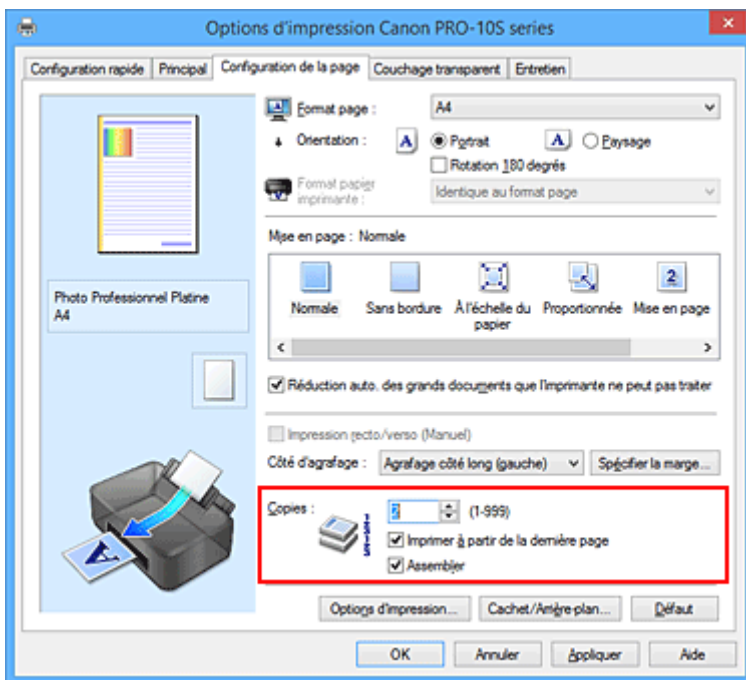 Options d'impression Canon PRO-10S series
Configuration rapide Principal Configuration de la page Couchage transparent Entretien
Format page : A4
Orientation : A Portrait A Paysage
Rotation 180 degrés
Format papier
imprimante : Identique au format page
Mise en page : Normale
Photo Professionnel Platine
A4
2
Normale Sans bordure À l'échelle du
papier Proportionnée Mise en page
Réduction auto. des grands documents que l'imprimante ne peut pas traiter
Impression recto/verso (Manuel)
Côté d'agrafage : Agrafage côté long (gauche) Spécifier la marge...
Copies : 2 (1-999)
Imprimer à partir de la dernière page
Assembler
A
Options d'impression... Cachet/Arrière-plan... Défaut
OK Annuler Appliquer Aide